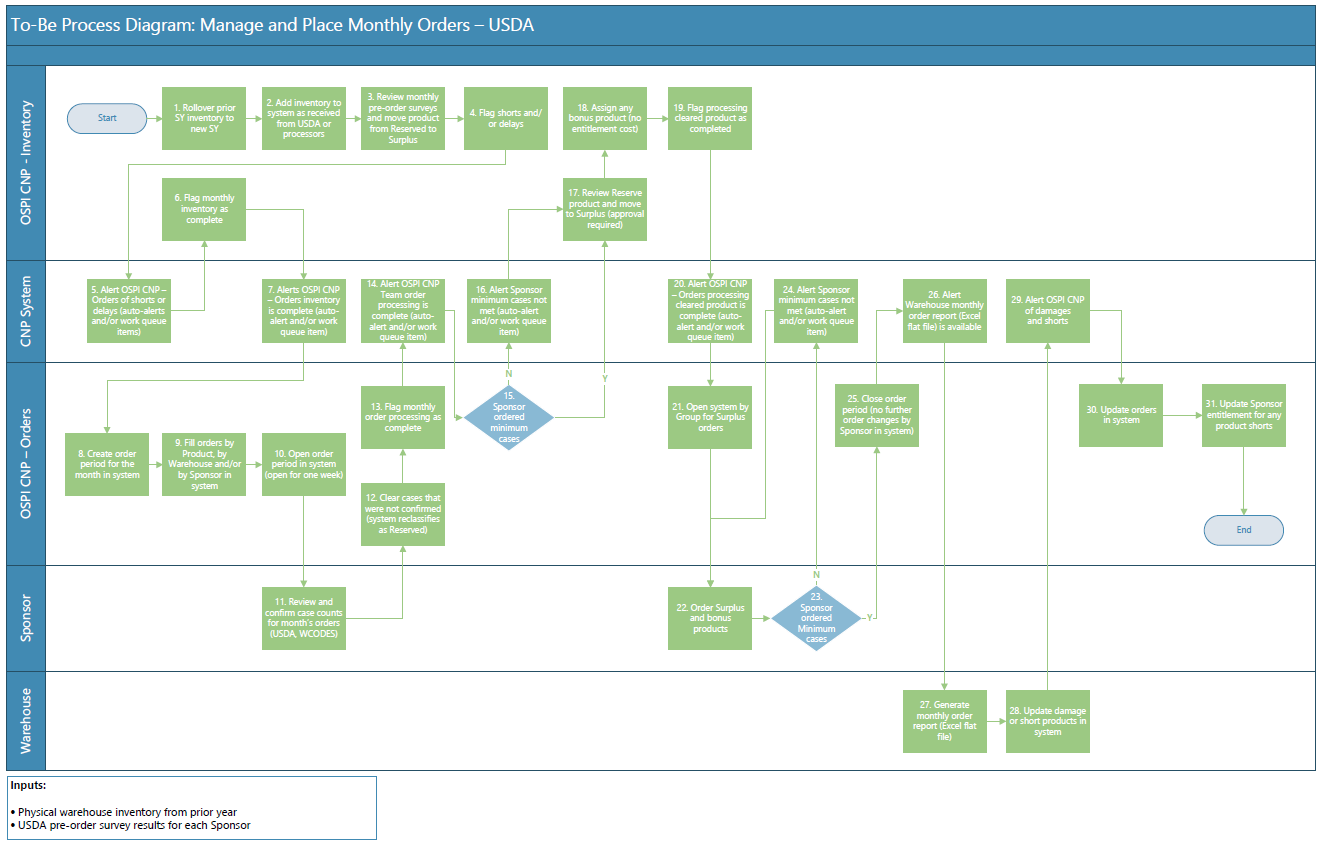 To-Be Process Diagram: Manage and Place Monthly Orders – USDA
OSPI CNP - Inventory
Start
1. Rollover prior
SY inventory to
new SY
2. Add inventory to
system as received
from USDA or
processors
3. Review monthly
pre-order surveys
and move product
from Reserved to
Surplus
4. Flag shorts and/
or delays
18. Assign any
bonus product (no
entitlement cost)
19. Flag processing
cleared product as
completed
6. Flag monthly
inventory as
complete
17. Review Reserve
product and move
to Surplus (approval
required)
CNP System
5. Alert OSPI CNP –
Orders of shorts or
delays (auto-alerts
and/or work queue
items)
7. Alerts OSPI CNP
– Orders inventory
is complete (auto-
alert and/or work
queue item)
14. Alert OSPI CNP
Team order
processing is
complete (auto-
alert and/or work
queue item)
16. Alert Sponsor
minimum cases not
met (auto-alert
and/or work queue
item)
20. Alert OSPI CNP
– Orders processing
cleared product is
complete (auto-
alert and/or work
queue item)
24. Alert Sponsor
minimum cases not
met (auto-alert
and/or work queue
item)
26. Alert
Warehouse monthly
order report (Excel
flat file) is available
29. Alert OSPI CNP
of damages
and shorts
OSPI CNP – Orders
N
Y
13. Flag monthly
order processing as
complete
15.
Sponsor
ordered
minimum
cases
21. Open system by
Group for Surplus
orders
25. Close order
period (no further
order changes by
Sponsor in system)
30. Update orders
in system
31. Update Sponsor
entitlement for any
product shorts
8. Create order
period for the
month in system
9. Fill orders by
Product, by
Warehouse and/or
by Sponsor in
system
10. Open order
period in system
(open for one week)
12. Clear cases that
were not confirmed
(system reclassifies
as Reserved)
End
Sponsor
11. Review and
confirm case counts
for month's orders
(USDA, WCODES)
22. Order Surplus
and bonus
products
N
23.
Sponsor
ordered
Minimum
cases
Y
Warehouse
27. Generate
monthly order
report (Excel flat
file)
28. Update damage
or short products in
system
Inputs:
• Physical warehouse inventory from prior year
• USDA pre-order survey results for each Sponsor